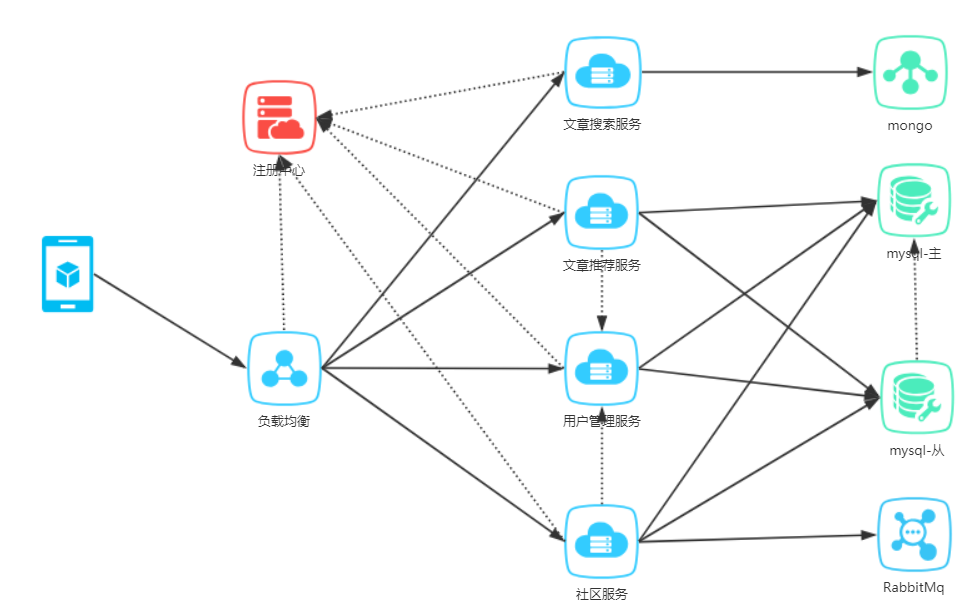 文章搜索服务
mongo
注册中心
文章推荐服务
mysql-主
负载均衡
用户管理服务
mysql-从
社区服务
RabbitMq